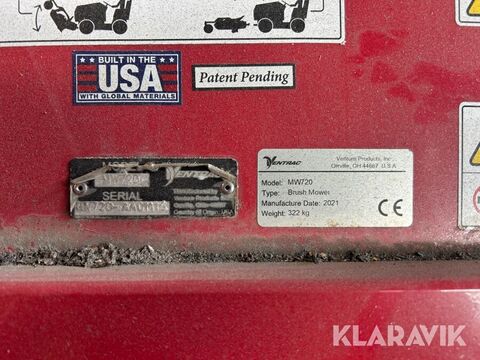 BUILT IN THE
USA
WITH GLOBAL MATERIALS
Patent Pending
VENTRAC
SERIAL
VENTRAC
Venture Products, Inc.
Orrville, OH 44667 U.S.A
Model: MW720
Type: Brush Mower
Manufacture Date: 2021
Weight: 322 kg
CE
KLARAVIK